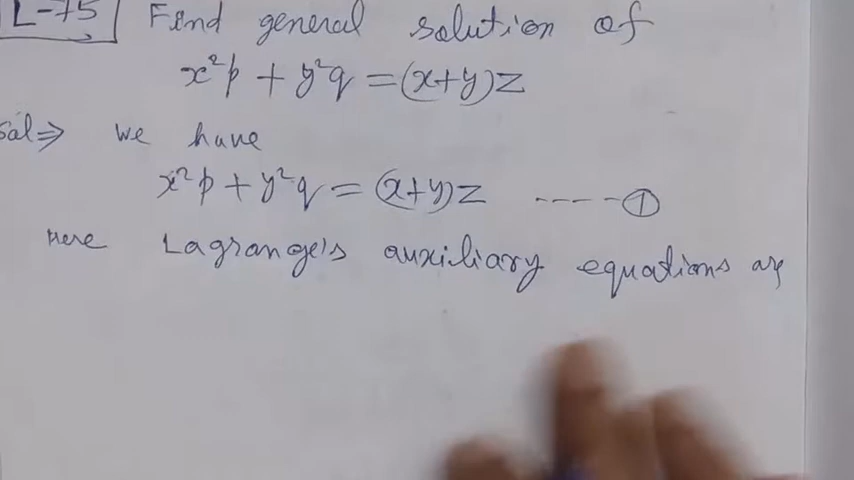 L-75 Find general solution of
x²p + y²q = (x+y)z
Sol⇒ we have
x²p + y²q = (x+y)z -----①
Here Lagrange's auxiliary equations are